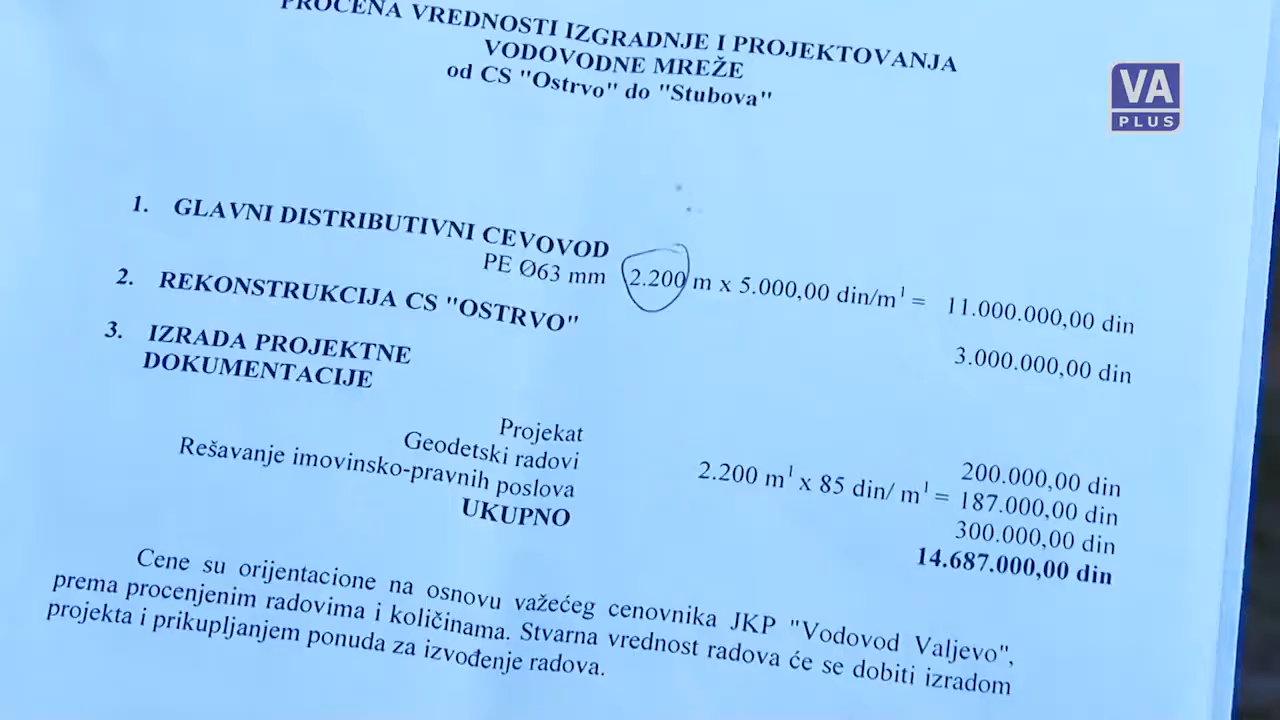 PROCENA VREDNOSTI IZGRADNJE I PROJEKTOVANJA
VODOVODNE MREŽE
od CS "Ostrvo" do "Stubova"
VA
PLUS
1. GLAVNI DISTRIBUTIVNI CEVOVOD
PE Ø63 mm 2.200 m x 5.000,00 din/m¹ = 11.000.000,00 din
2. REKONSTRUKCIJA CS "OSTRVO" 3.000.000,00 din
3. IZRADA PROJEKTNE
DOKUMENTACIJE
Projekat 200.000,00 din
Geodetski radovi 2.200 m¹ x 85 din/ m¹ = 187.000,00 din
Rešavanje imovinsko-pravnih poslova 300.000,00 din
UKUPNO 14.687.000,00 din
Cene su orijentacione na osnovu važećeg cenovnika JKP "Vodovod Valjevo",
prema procenjenim radovima i količinama. Stvarna vrednost radova će se dobiti izradom
projekta i prikupljanjem ponuda za izvođenje radova.